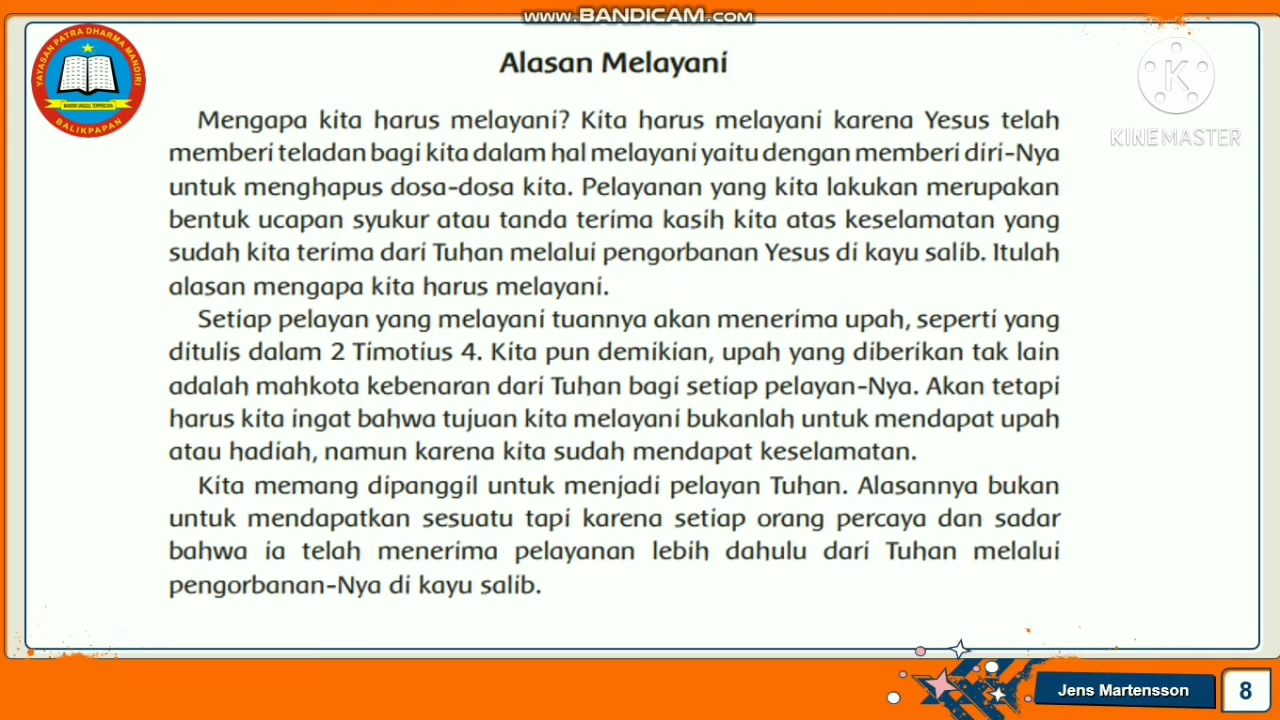 www.BANDICAM.com
YAYASAN PATRA DHARMA MANDIRI
MANDIRI UNGGUL TERPERCAYA
BALIKPAPAN
K
KINEMASTER
Alasan Melayani
Mengapa kita harus melayani? Kita harus melayani karena Yesus telah
memberi teladan bagi kita dalam hal melayani yaitu dengan memberi diri-Nya
untuk menghapus dosa-dosa kita. Pelayanan yang kita lakukan merupakan
bentuk ucapan syukur atau tanda terima kasih kita atas keselamatan yang
sudah kita terima dari Tuhan melalui pengorbanan Yesus di kayu salib. Itulah
alasan mengapa kita harus melayani.
Setiap pelayan yang melayani tuannya akan menerima upah, seperti yang
ditulis dalam 2 Timotius 4. Kita pun demikian, upah yang diberikan tak lain
adalah mahkota kebenaran dari Tuhan bagi setiap pelayan-Nya. Akan tetapi
harus kita ingat bahwa tujuan kita melayani bukanlah untuk mendapat upah
atau hadiah, namun karena kita sudah mendapat keselamatan.
Kita memang dipanggil untuk menjadi pelayan Tuhan. Alasannya bukan
untuk mendapatkan sesuatu tapi karena setiap orang percaya dan sadar
bahwa ia telah menerima pelayanan lebih dahulu dari Tuhan melalui
pengorbanan-Nya di kayu salib.
Jens Martensson
8